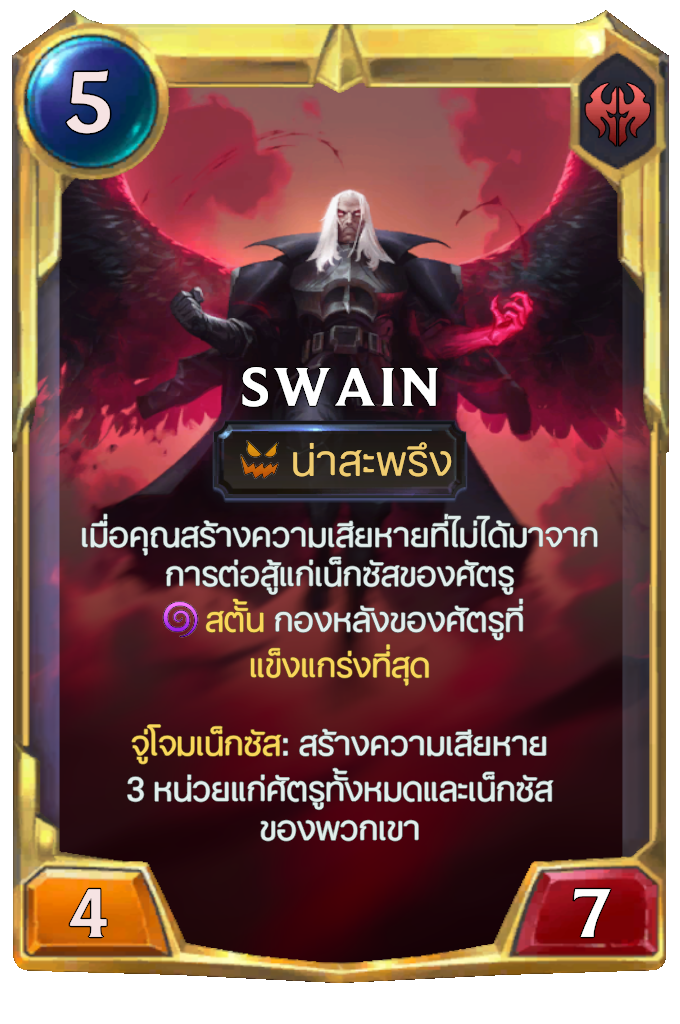 5
SWAIN
น่าสะพรึง
เมื่อคุณสร้างความเสียหายที่ไม่ได้มาจาก
การต่อสู้แก่เน็กซัสของศัตรู
สตั้น กองหลังของศัตรูที่
แข็งแกร่งที่สุด
จู่โจมเน็กซัส: สร้างความเสียหาย
3 หน่วยแก่ศัตรูทั้งหมดและเน็กซัส
ของพวกเขา
4
7